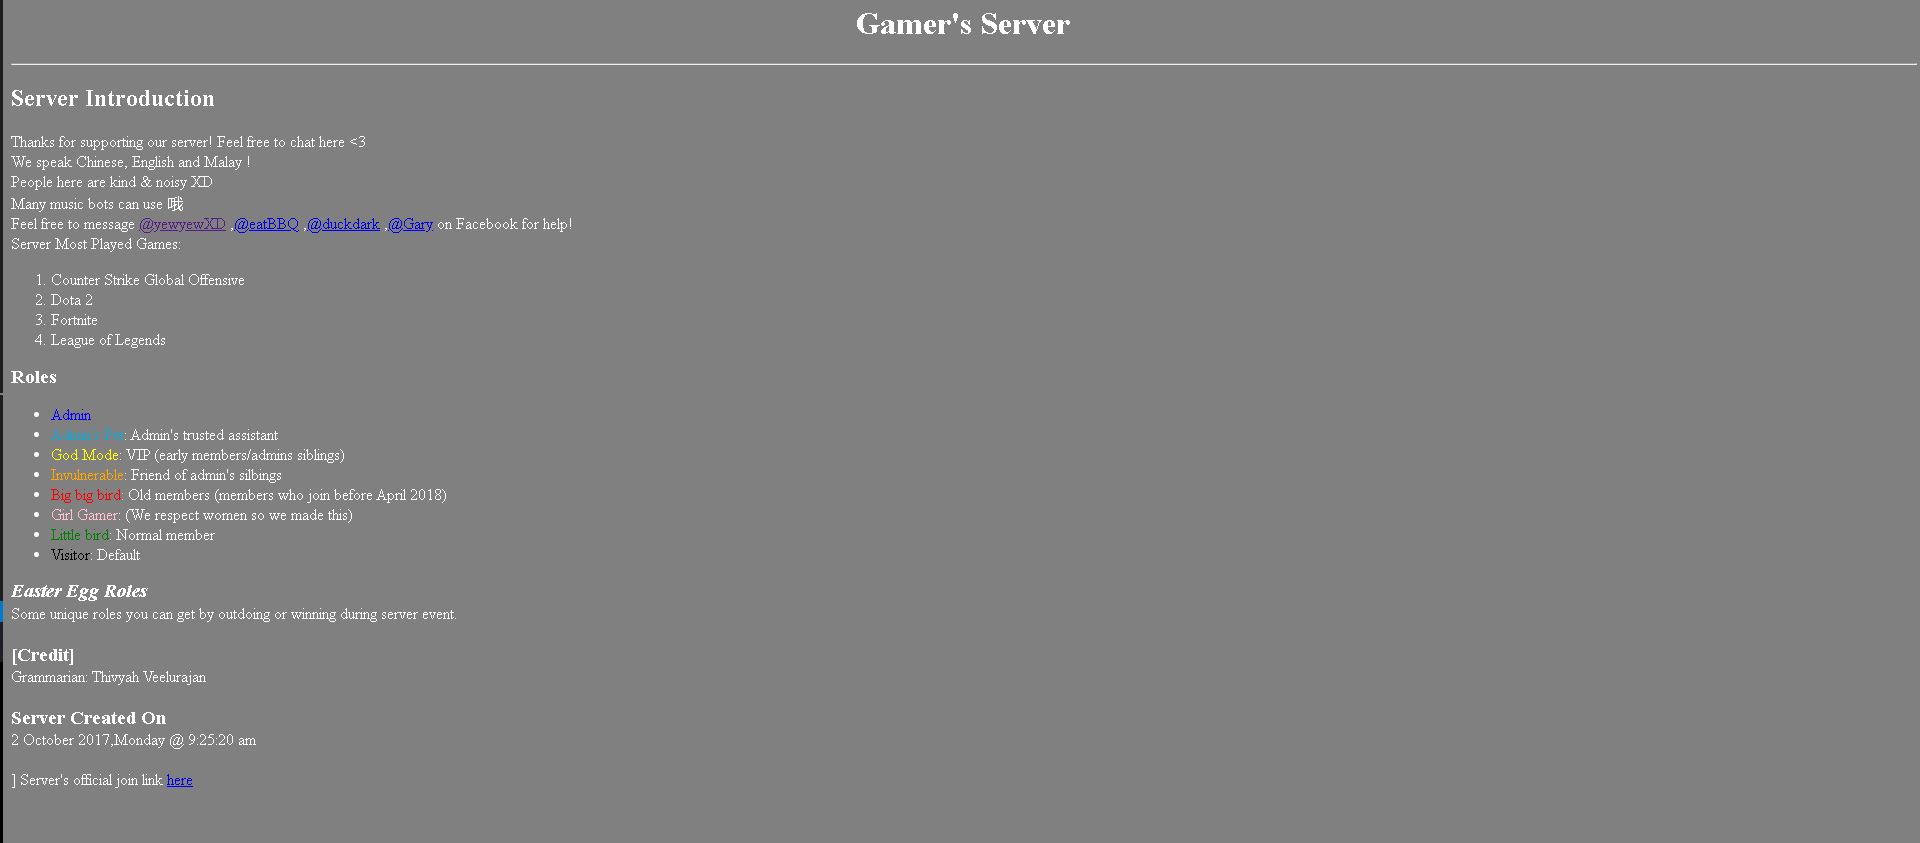 Gamer's Server
Server Introduction
Thanks for supporting our server! Feel free to chat here <3
We speak Chinese, English and Malay !
People here are kind & noisy XD
Many music bots can use 哦
Feel free to message @yewyewXD ,@eatBBQ ,@duckdark ,@Gary on Facebook for help!
Server Most Played Games:
1. Counter Strike Global Offensive
2. Dota 2
3. Fortnite
4. League of Legends
Roles
• Admin
• Admin's Pet: Admin's trusted assistant
• God Mode: VIP (early members/admins siblings)
• Invulnerable: Friend of admin's silbings
• Big big bird: Old members (members who join before April 2018)
• Girl Gamer: (We respect women so we made this)
• Little bird: Normal member
• Visitor: Default
Easter Egg Roles
Some unique roles you can get by outdoing or winning during server event.
[Credit]
Grammarian: Thivyah Veelurajan
Server Created On
2 October 2017,Monday @ 9:25:20 am
] Server's official join link here